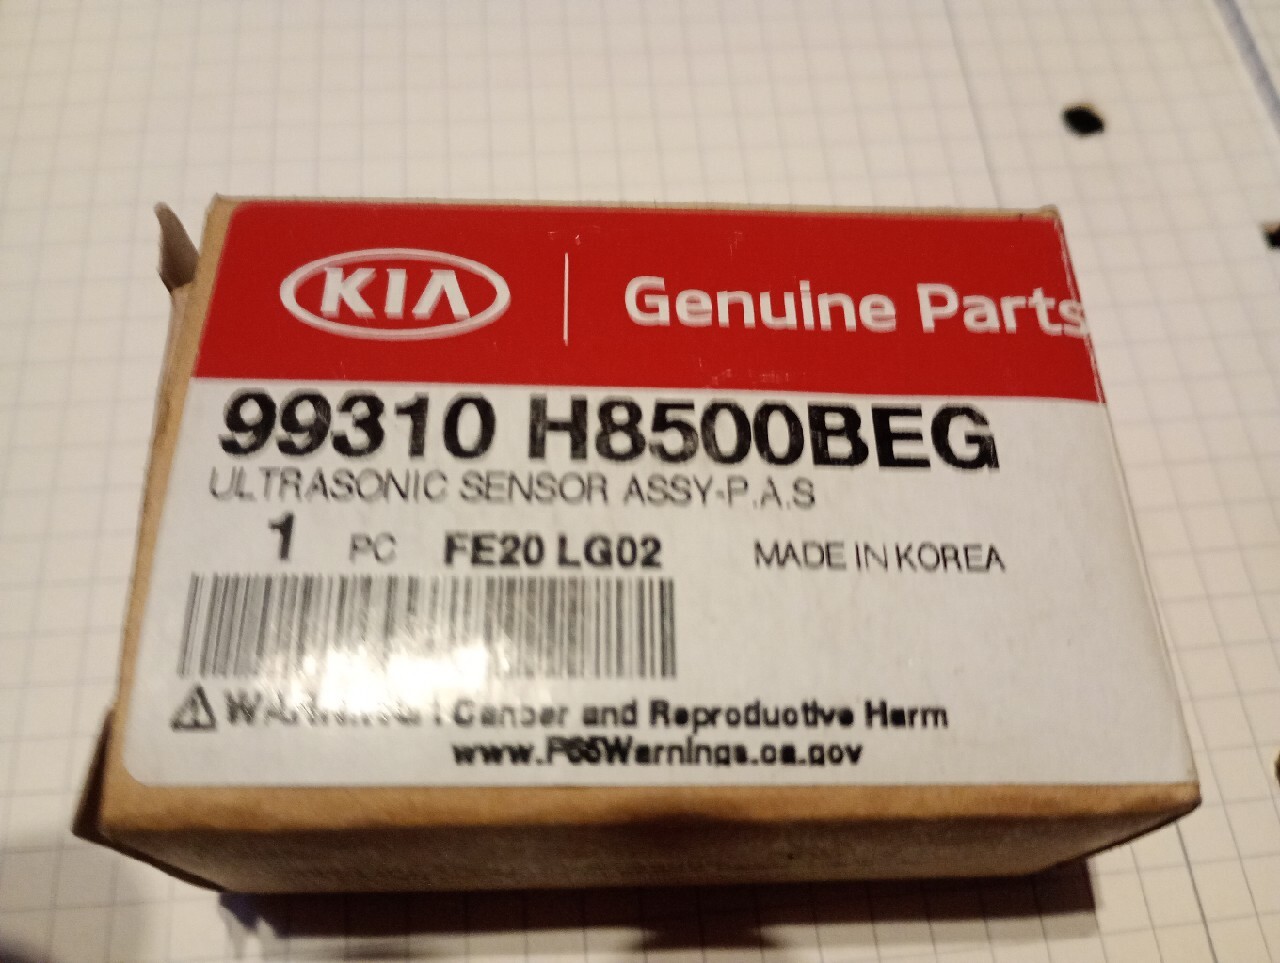 KIA Genuine Parts
99310 H8500BEG
ULTRASONIC SENSOR ASSY-P.A.S
1 PC FE20 LG02 MADE IN KOREA
Cancer and Reproductive Harm
www.P65Warnings.ca.gov